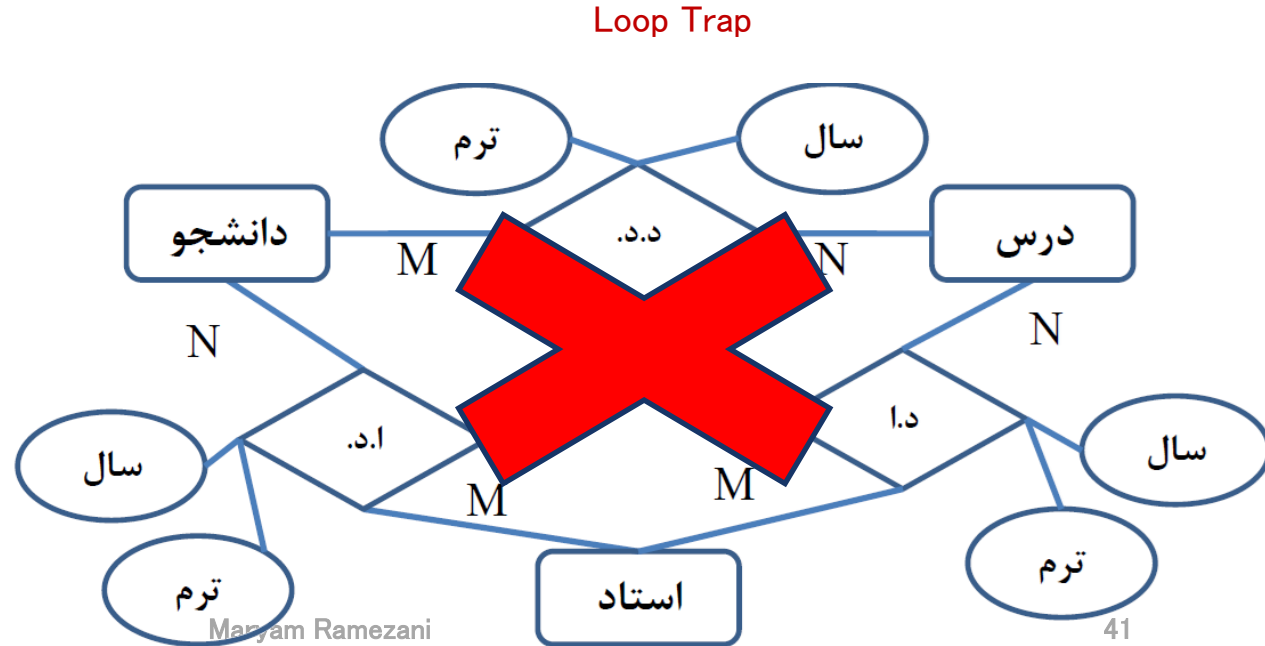 Loop Trap
سال
ترم
درس
د.د.
دانشجو
N
M
N
N
د.ا
ا.د.
سال
سال
M
M
ترم
استاد
ترم
Maryam Ramezani
41